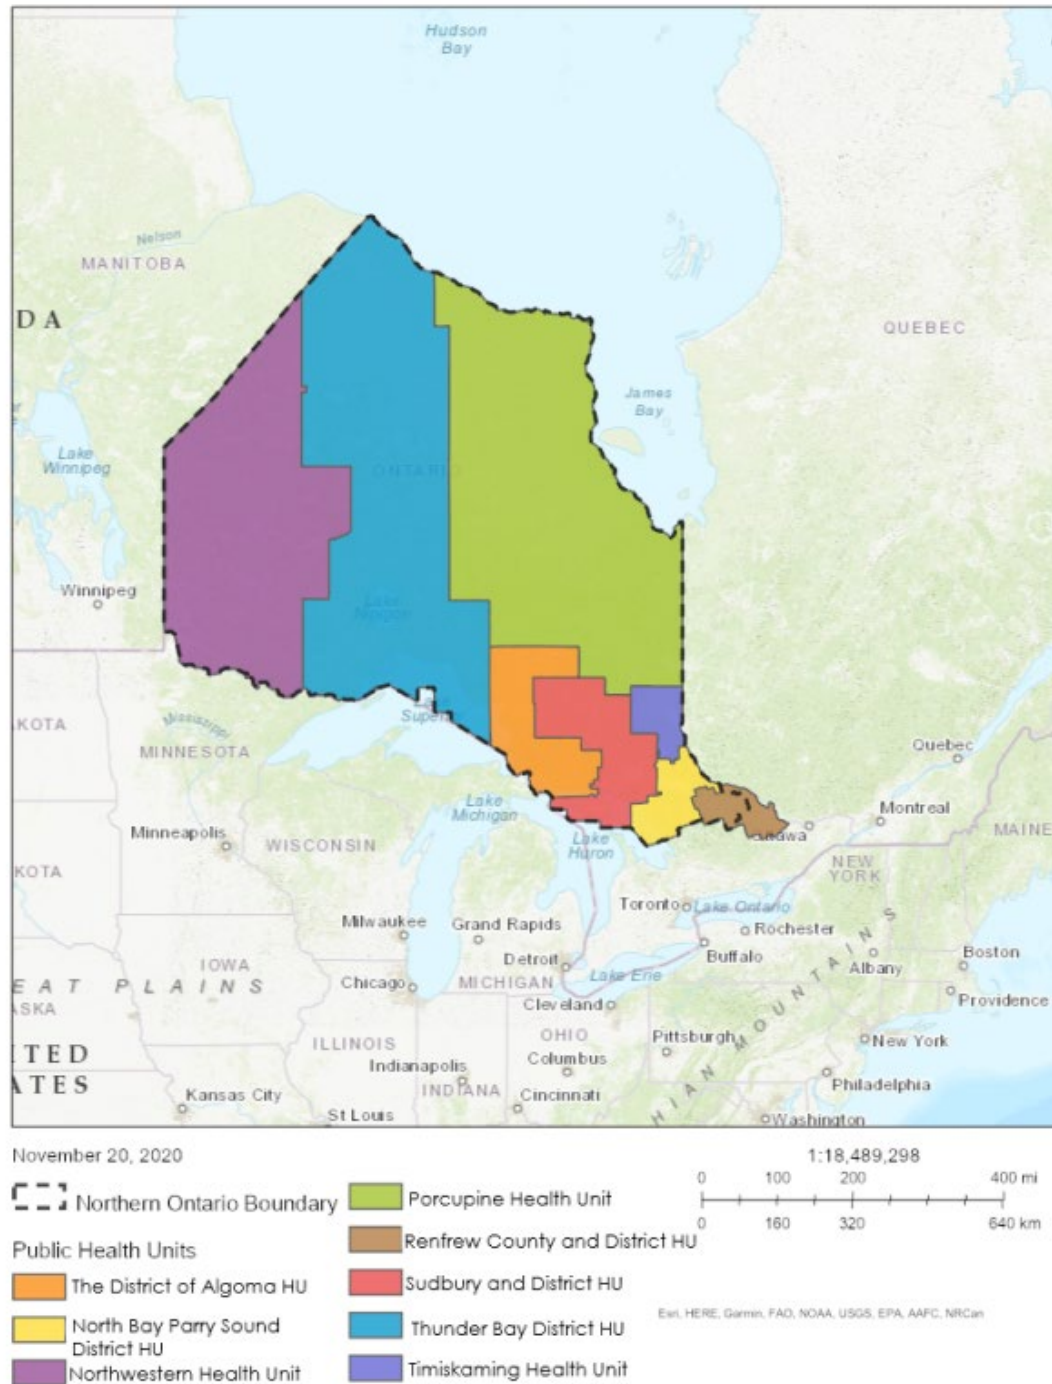 Hudson
Bay
Nelson
MANITOBA
DA
QUEBEC
James
Bay
Lake
Winnipeg
ONTARIO
Winnipeg
Lake
Nipigon
Mississippi
MINNESOTA
KOTA
Quebec
Lake
Michigan
Montreal
Minneapolis
WISCONSIN
Lake
Huron
MAINE
KOTA
NEW
YORK
Toronto
Lake Ontario
Milwaukee
Grand Rapids
Rochester
Detroit
Buffalo
Albany
Boston
IOWA
Chicago
MICHIGAN
Lake Erie
EAT PLAINS
Cleveland
Providence
ASKA
ILLINOIS
OHIO
Pittsburgh
New York
ITED
ATES
Indianapolis
Columbus
INDIANA
Philadelphia
Kansas City
Cincinnati
St Louis
HIAN MOUNTAINS
Washington
November 20, 2020
1:18,489,298
0 100 200 400 mi
0 160 320 640 km
Northern Ontario Boundary
Public Health Units
The District of Algoma HU
North Bay Parry Sound
District HU
Northwestern Health Unit
Porcupine Health Unit
Renfrew County and District HU
Sudbury and District HU
Thunder Bay District HU
Timiskaming Health Unit
Esri, HERE, Garmin, FAO, NOAA, USGS, EPA, AAFC, NRCan